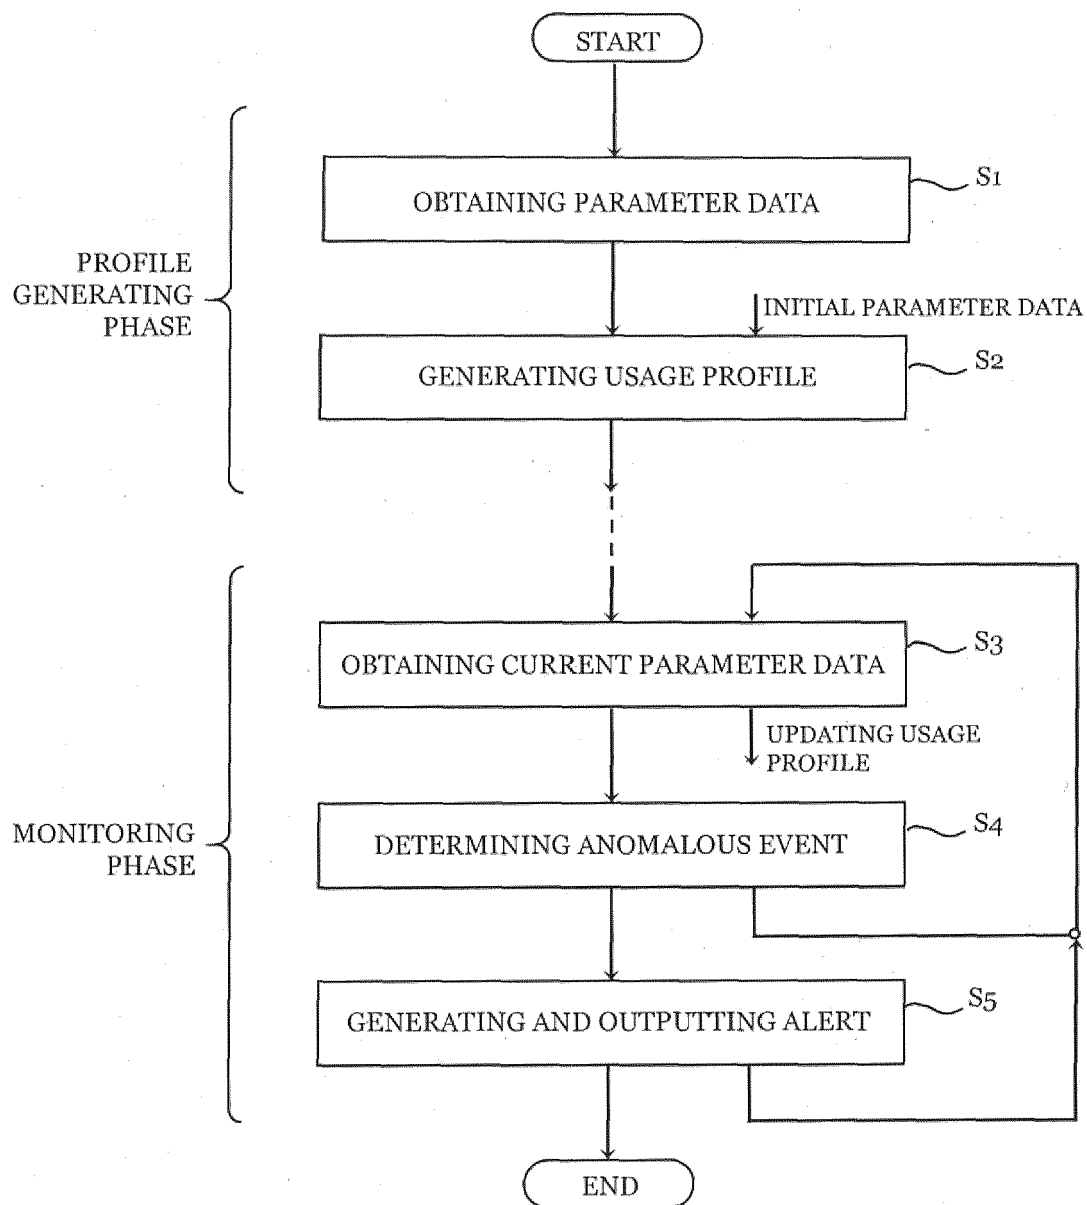 START
OBTAINING PARAMETER DATA
S1
PROFILE
GENERATING
PHASE
INITIAL PARAMETER DATA
GENERATING USAGE PROFILE
S2
OBTAINING CURRENT PARAMETER DATA
S3
UPDATING USAGE
PROFILE
MONITORING
PHASE
DETERMINING ANOMALOUS EVENT
S4
GENERATING AND OUTPUTTING ALERT
S5
END